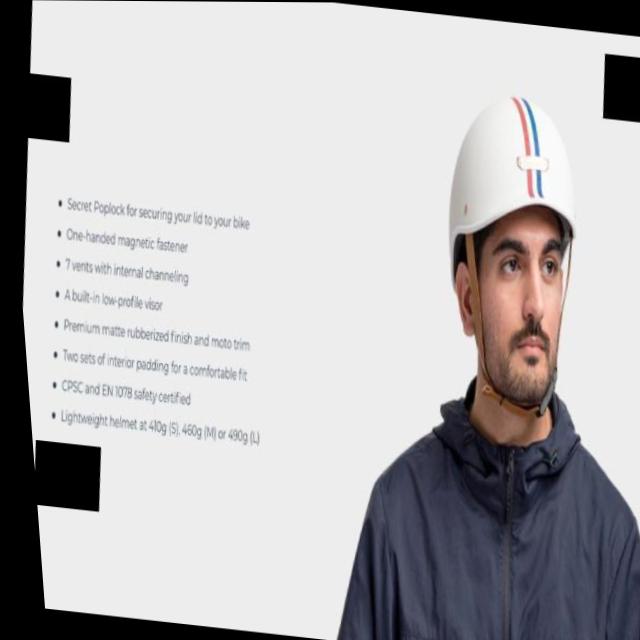 Secret Poplock for securing your lid to your bike
One-handed magnetic fastener
7 vents with internal channeling
A built-in low-profile visor
Premium matte rubberized finish and moto trim
Two sets of interior padding for a comfortable fit
CPSC and EN 1078 safety certified
Lightweight helmet at 410g (S), 460g (M) or 490g (L)